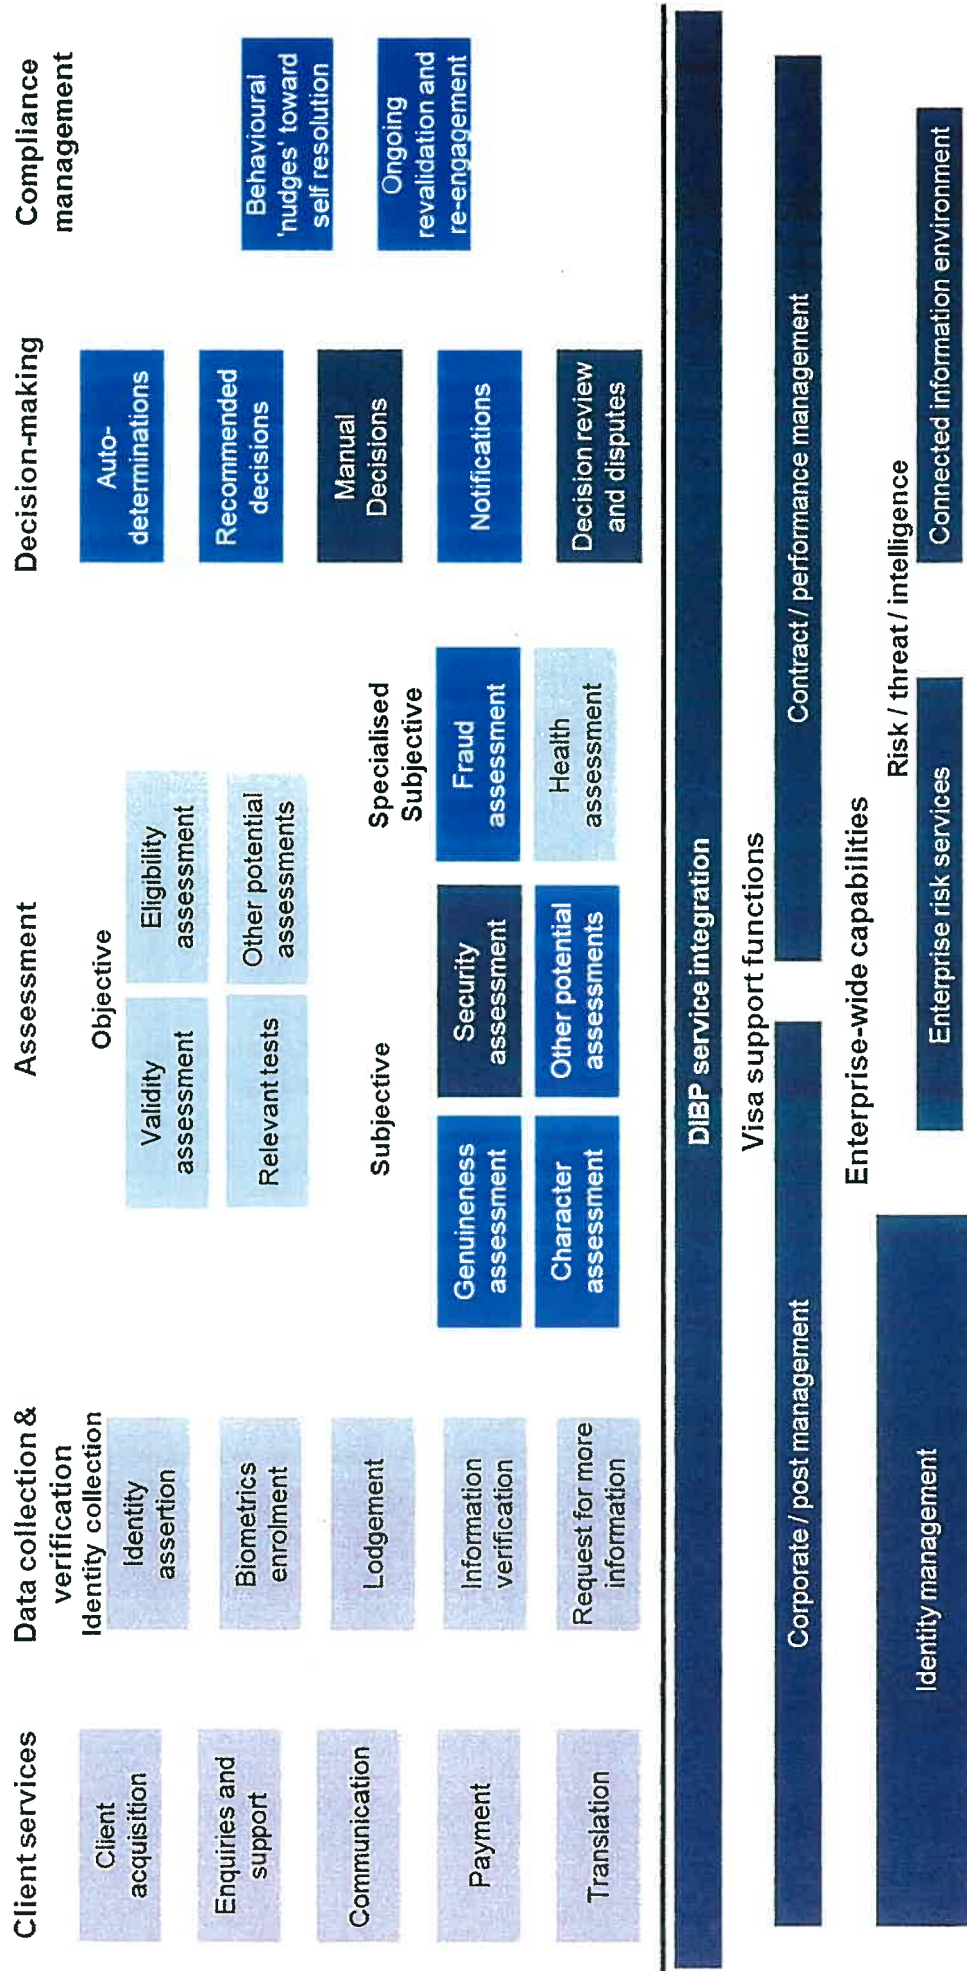 Client services
Client
acquisition
Enquiries and
support
Communication
Payment
Translation
Data collection &
verification
Identity collection
Identity
assertion
Biometrics
enrolment
Lodgement
Information
verification
Request for more
information
Assessment
Objective
Validity
assessment
Eligibility
assessment
Relevant tests
Other potential
assessments
Subjective
Genuineness
assessment
Security
assessment
Character
assessment
Other potential
assessments
Specialised
Subjective
Fraud
assessment
Health
assessment
Decision-making
Auto-
determinations
Recommended
decisions
Manual
Decisions
Notifications
Decision review
and disputes
Compliance
management
Behavioural
'nudges' toward
self resolution
Ongoing
revalidation and
re-engagement
DIBP service integration
Visa support functions
Corporate / post management
Contract / performance management
Enterprise-wide capabilities
Risk / threat / intelligence
Identity management
Enterprise risk services
Connected information environment